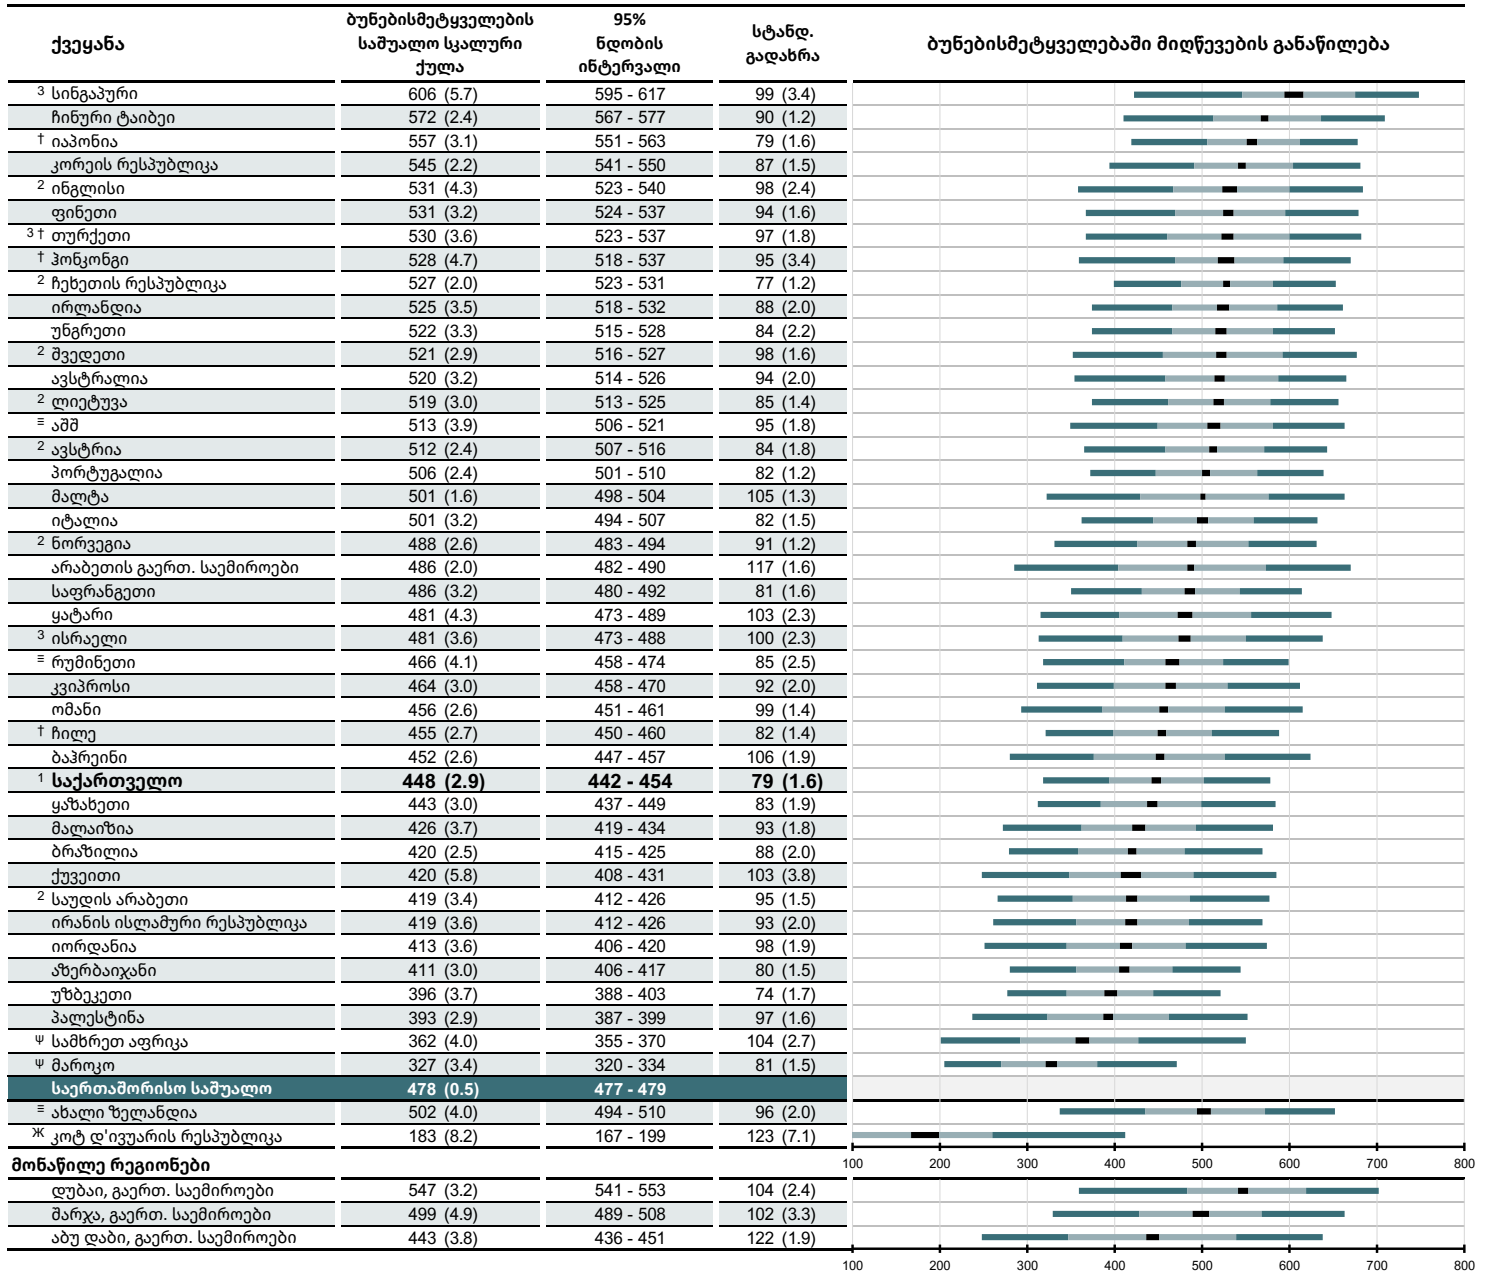 ქვეყანა ბუნებისმეტყველების საშუალო სკალური ქულა 95% ნდობის ინტერვალი სტანდ. გადახრა ბუნებისმეტყველებაში მიღწევების განაწილება
3 სინგაპური 606 (5.7) 595 - 617 99 (3.4)
ჩინური ტაიბეი 572 (2.4) 567 - 577 90 (1.2)
† იაპონია 557 (3.1) 551 - 563 79 (1.6)
კორეის რესპუბლიკა 545 (2.2) 541 - 550 87 (1.5)
2 ინგლისი 531 (4.3) 523 - 540 98 (2.4)
ფინეთი 531 (3.2) 524 - 537 94 (1.6)
3 † თურქეთი 530 (3.6) 523 - 537 97 (1.8)
† ჰონკონგი 528 (4.7) 518 - 537 95 (3.4)
2 ჩეხეთის რესპუბლიკა 527 (2.0) 523 - 531 77 (1.2)
ირლანდია 525 (3.5) 518 - 532 88 (2.0)
უნგრეთი 522 (3.3) 515 - 528 84 (2.2)
2 შვედეთი 521 (2.9) 516 - 527 98 (1.6)
ავსტრალია 520 (3.2) 514 - 526 94 (2.0)
2 ლიეტუვა 519 (3.0) 513 - 525 85 (1.4)
≡ აშშ 513 (3.9) 506 - 521 95 (1.8)
2 ავსტრია 512 (2.4) 507 - 516 84 (1.8)
პორტუგალია 506 (2.4) 501 - 510 82 (1.2)
მალტა 501 (1.6) 498 - 504 105 (1.3)
იტალია 501 (3.2) 494 - 507 82 (1.5)
2 ნორვეგია 488 (2.6) 483 - 494 91 (1.2)
არაბეთის გაერთ. საემიროები 486 (2.0) 482 - 490 117 (1.6)
საფრანგეთი 486 (3.2) 480 - 492 81 (1.6)
ყატარი 481 (4.3) 473 - 489 103 (2.3)
3 ისრაელი 481 (3.6) 473 - 488 100 (2.3)
≡ რუმინეთი 466 (4.1) 458 - 474 85 (2.5)
კვიპროსი 464 (3.0) 458 - 470 92 (2.0)
ომანი 456 (2.6) 451 - 461 99 (1.4)
† ჩილე 455 (2.7) 450 - 460 82 (1.4)
ბაჰრეინი 452 (2.6) 447 - 457 106 (1.9)
1 საქართველო 448 (2.9) 442 - 454 79 (1.6)
ყაზახეთი 443 (3.0) 437 - 449 83 (1.9)
მალაიზია 426 (3.7) 419 - 434 93 (1.8)
ბრაზილია 420 (2.5) 415 - 425 88 (2.0)
ქუვეითი 420 (5.8) 408 - 431 103 (3.8)
2 საუდის არაბეთი 419 (3.4) 412 - 426 95 (1.5)
ირანის ისლამური რესპუბლიკა 419 (3.6) 412 - 426 93 (2.0)
იორდანია 413 (3.6) 406 - 420 98 (1.9)
აზერბაიჯანი 411 (3.0) 406 - 417 80 (1.5)
უზბეკეთი 396 (3.7) 388 - 403 74 (1.7)
პალესტინა 393 (2.9) 387 - 399 97 (1.6)
ψ სამხრეთ აფრიკა 362 (4.0) 355 - 370 104 (2.7)
ψ მაროკო 327 (3.4) 320 - 334 81 (1.5)
საერთაშორისო საშუალო 478 (0.5) 477 - 479
≡ ახალი ზელანდია 502 (4.0) 494 - 510 96 (2.0)
Ж კოტ დ'ივუარის რესპუბლიკა 183 (8.2) 167 - 199 123 (7.1)
მონაწილე რეგიონები 100 200 300 400 500 600 700 800
დუბაი, გაერთ. საემიროები 547 (3.2) 541 - 553 104 (2.4)
შარჯა, გაერთ. საემიროები 499 (4.9) 489 - 508 102 (3.3)
აბუ დაბი, გაერთ. საემიროები 443 (3.8) 436 - 451 122 (1.9)
100 200 300 400 500 600 700 800